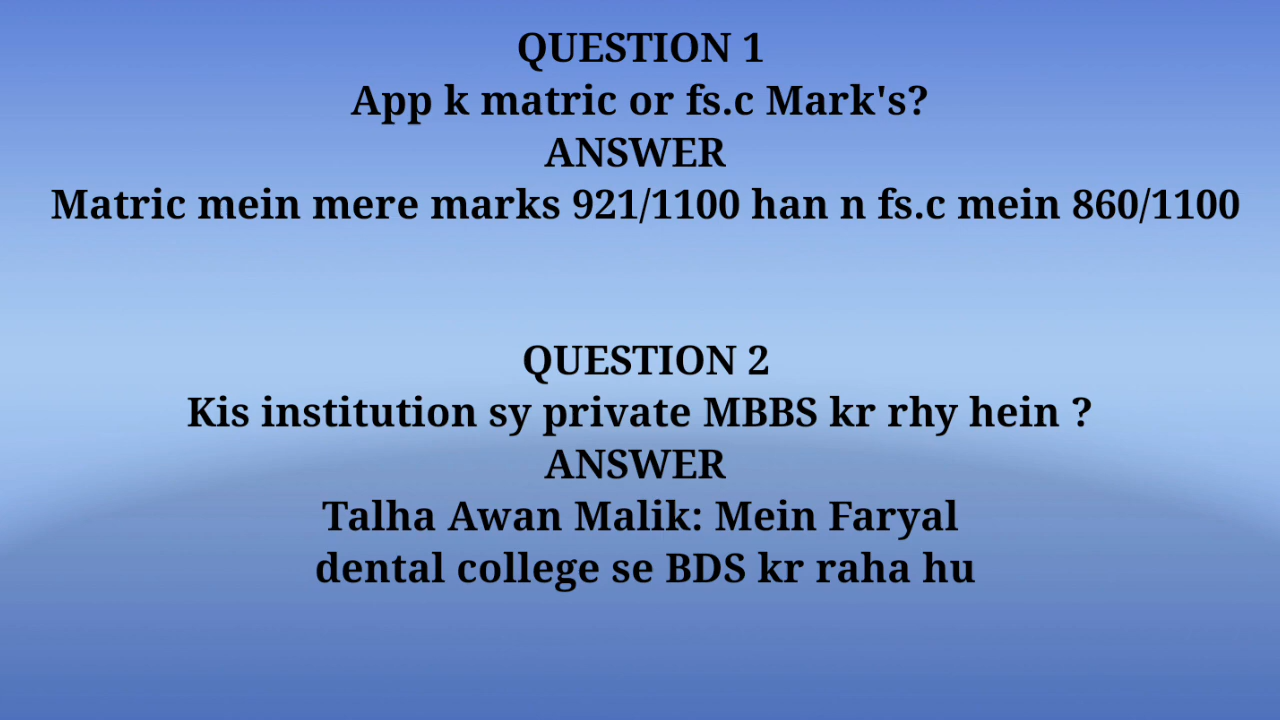 QUESTION 1
App k matric or fs.c Mark's?
ANSWER
Matric mein mere marks 921/1100 han n fs.c mein 860/1100
QUESTION 2
Kis institution sy private MBBS kr rhy hein ?
ANSWER
Talha Awan Malik: Mein Faryal
dental college se BDS kr raha hu